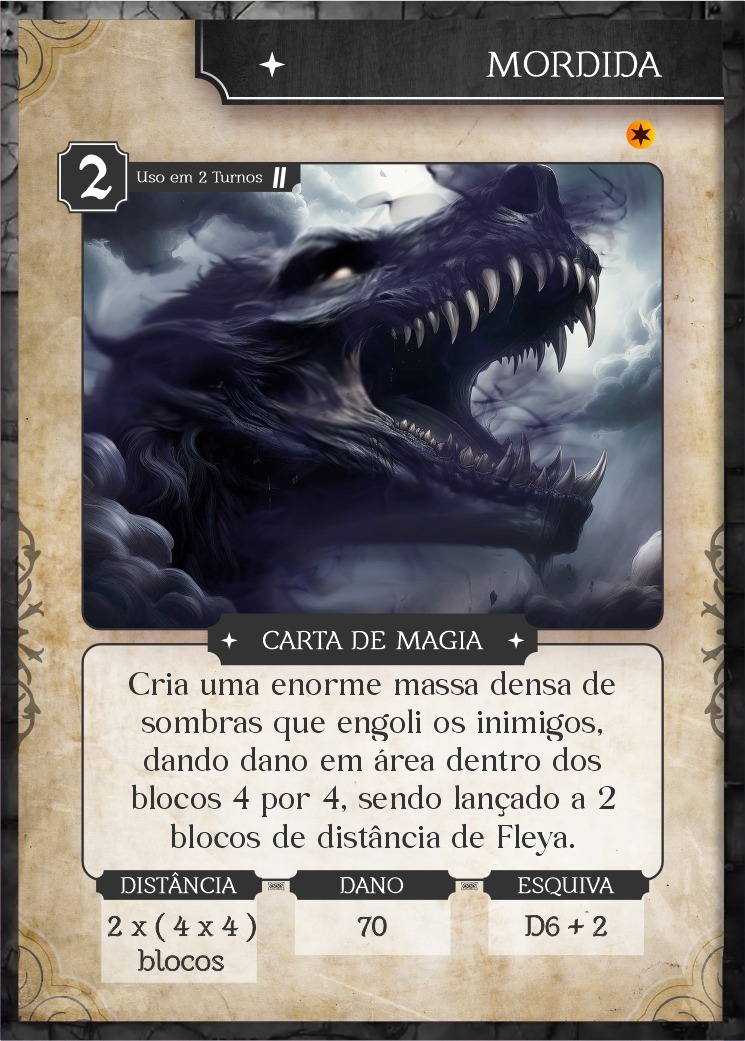 MORDIDA
2
Uso em 2 Turnos
CARTA DE MAGIA
Cria uma enorme massa densa de
sombras que engoli os inimigos,
dando dano em área dentro dos
blocos 4 por 4, sendo lançado a 2
blocos de distância de Fleya.
DISTÂNCIA DANO ESQUIVA
2 x ( 4 x 4 ) 70 D6 + 2
blocos